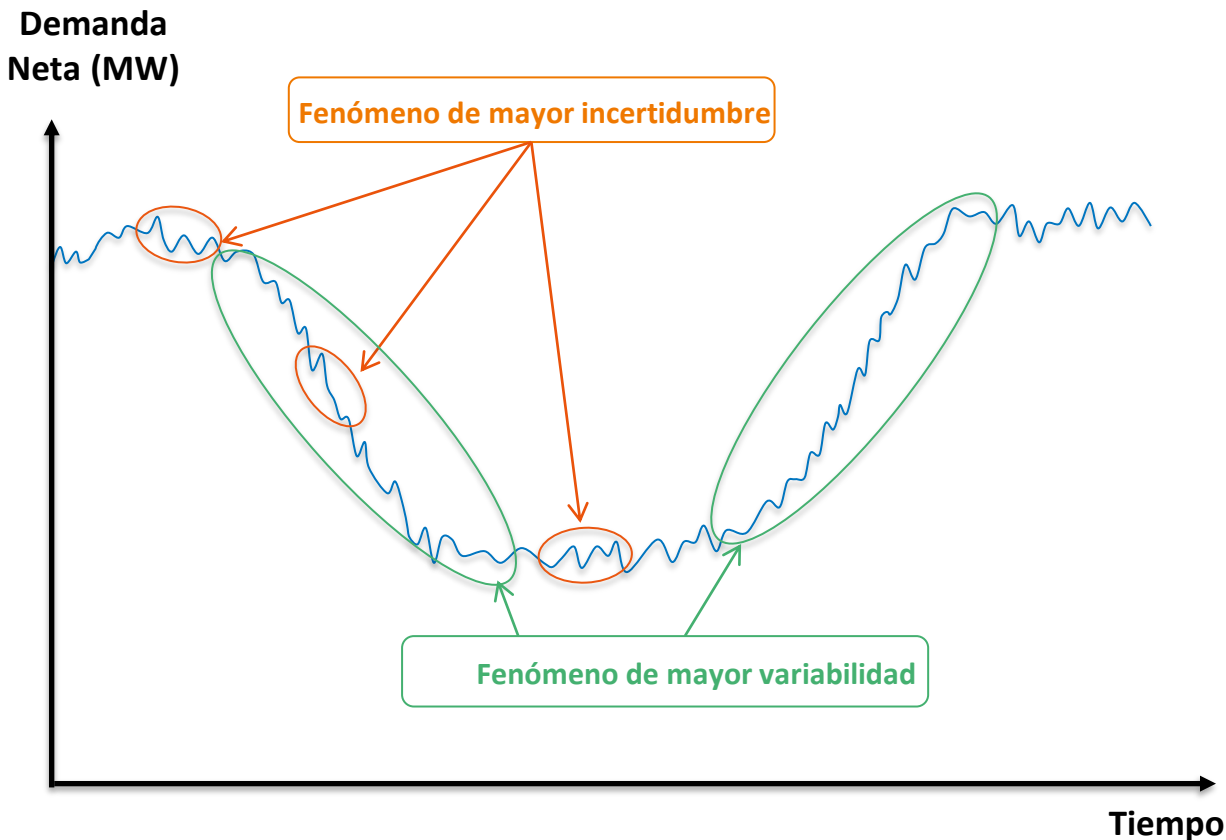 Demanda
Neta (MW)
Fenómeno de mayor incertidumbre
Fenómeno de mayor variabilidad
Tiempo